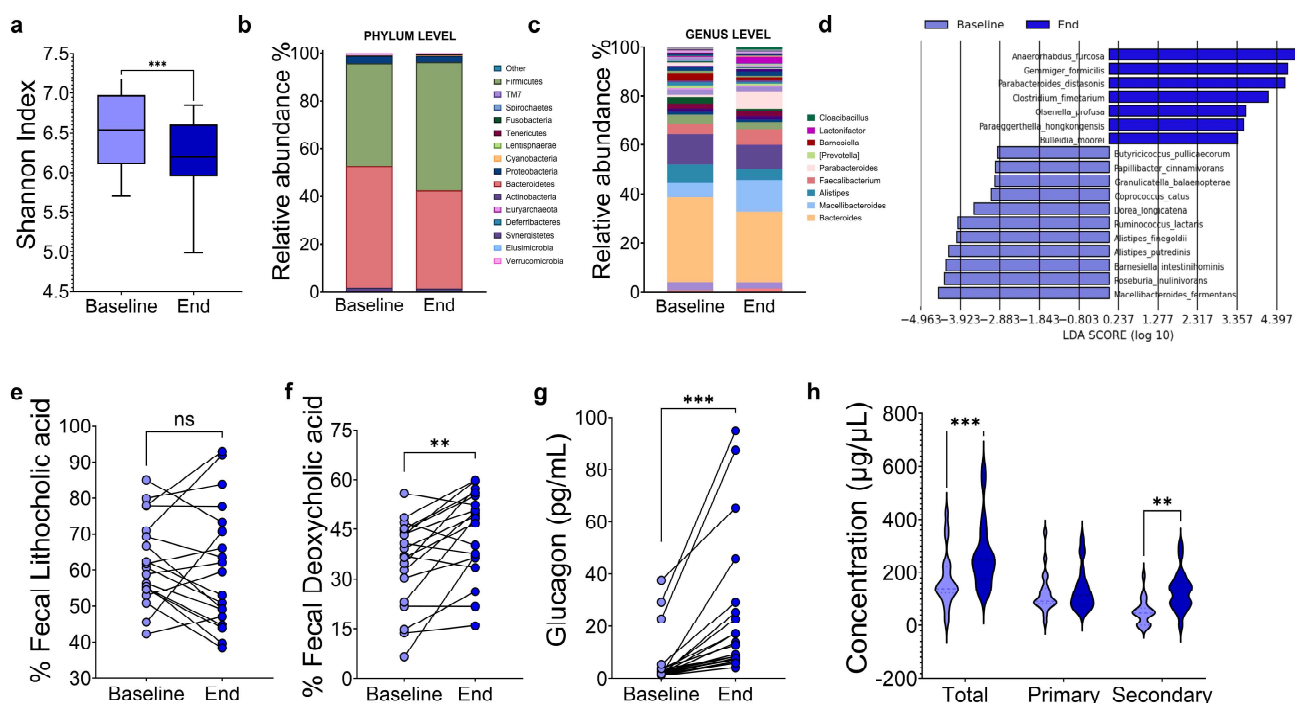 a
7.5
7.0
6.5
6.0
5.5
5.0
4.5
Shannon Index
***
Baseline
End
b
PHYLUM LEVEL
100
80
60
40
20
0
Relative abundance %
Baseline
End
Other
Firmicutes
TM7
Spirochaetes
Fusobacteria
Tenericutes
Lentisphaerae
Cyanobacteria
Proteobacteria
Bacteroidetes
Actinobacteria
Euryarchaeota
Deferribacteres
Synergistetes
Elusimicrobia
Verrucomicrobia
c
GENUS LEVEL
100
80
60
40
20
0
Relative abundance %
Baseline
End
Cloacibacillus
Lactonifactor
Barnesiella
[Prevotella]
Parabacteroides
Faecalibacterium
Alistipes
Macellibacteroides
Bacteroides
d
Baseline
End
Anaerorhabdus_furcosa
Gemmiger_formicilis
Parabacteroides_distasonis
Clostridium_fimetarium
Olsenella_profusa
Paraeggerthella_hongkongensis
Bulleidia_moorei
Butyricicoccus_pullicaecorum
Papillibacter_cinnamivorans
Granulicatella_balaenopterae
Coprococcus_catus
Dorea_longicatena
Ruminococcus_lactaris
Alistipes_finegoldii
Alistipes_putredinis
Barnesiella_intestinihominis
Roseburia_inulinivorans
Macellibacteroides_fermentans
−4.963 −3.923 −2.883 −1.843 −0.803 0.237 1.277 2.317 3.357 4.397
LDA SCORE (log 10)
e
% Fecal Lithocholic acid
100
90
80
70
60
50
40
30
ns
Baseline
End
f
% Fecal Deoxycholic acid
75
60
45
30
15
0
**
Baseline
End
g
Glucagon (pg/mL)
100
80
60
40
20
0
***
Baseline
End
h
Concentration (µg/µL)
800
600
400
200
0
-200
***
**
Total
Primary
Secondary